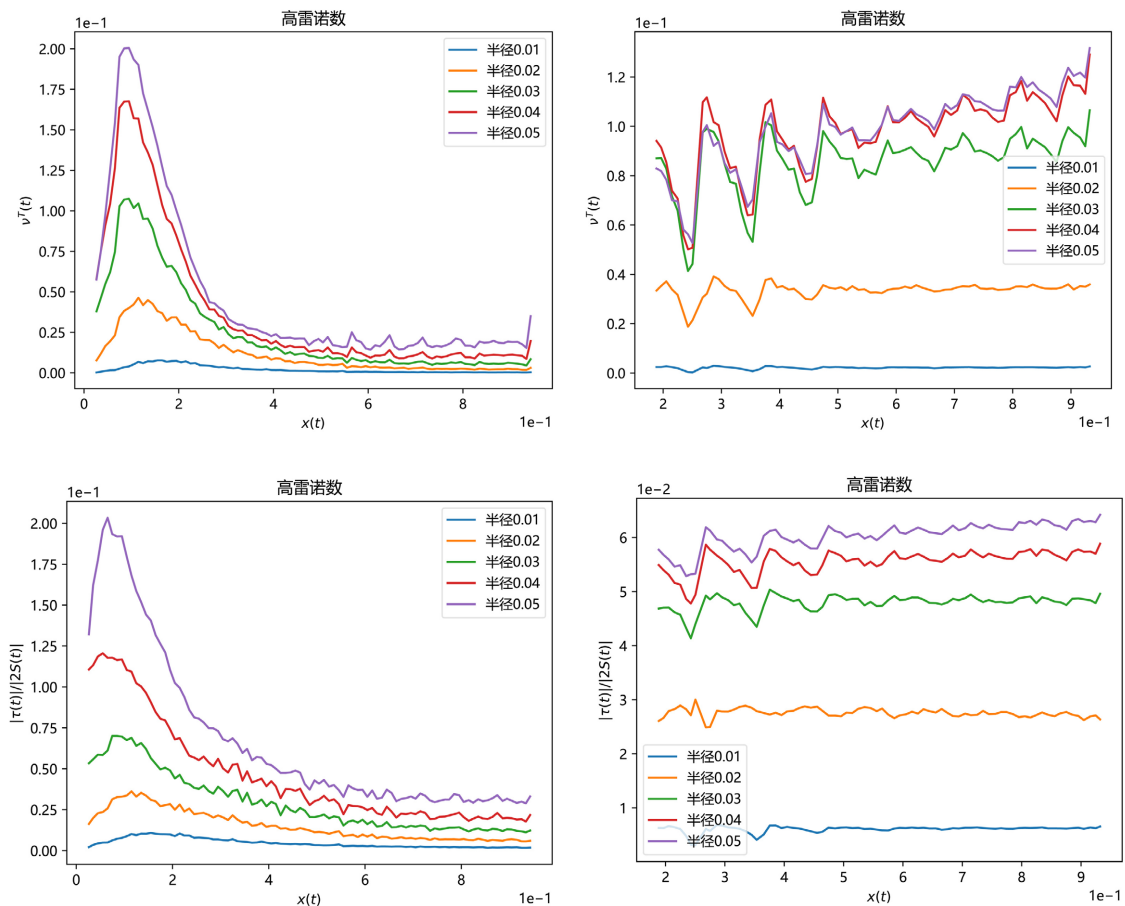 高雷诺数
1e−1
νᵀ(t)
2.00
1.75
1.50
1.25
1.00
0.75
0.50
0.25
0.00
半径0.01
半径0.02
半径0.03
半径0.04
半径0.05
0 2 4 6 8
1e−1
x(t)
高雷诺数
1e−1
νᵀ(t)
1.2
1.0
0.8
0.6
0.4
0.2
0.0
半径0.01
半径0.02
半径0.03
半径0.04
半径0.05
2 3 4 5 6 7 8 9
1e−1
x(t)
高雷诺数
1e−1
|τ(t)|/|2S(t)|
2.00
1.75
1.50
1.25
1.00
0.75
0.50
0.25
0.00
半径0.01
半径0.02
半径0.03
半径0.04
半径0.05
0 2 4 6 8
1e−1
x(t)
高雷诺数
1e−2
|τ(t)|/|2S(t)|
6
5
4
3
2
1
半径0.01
半径0.02
半径0.03
半径0.04
半径0.05
2 3 4 5 6 7 8 9
1e−1
x(t)